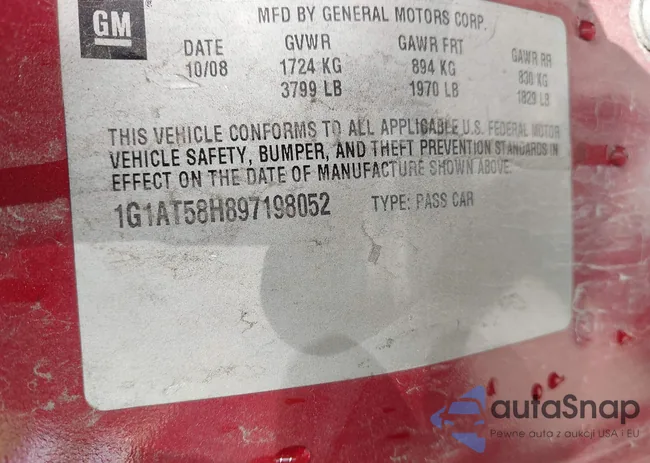 GM
MFD BY GENERAL MOTORS CORP.
DATE GVWR GAWR FRT GAWR RR
10/08 1724 KG 894 KG 830 KG
3799 LB 1970 LB 1829 LB
THIS VEHICLE CONFORMS TO ALL APPLICABLE U.S. FEDERAL MOTOR
VEHICLE SAFETY, BUMPER, AND THEFT PREVENTION STANDARDS IN
EFFECT ON THE DATE OF MANUFACTURE SHOWN ABOVE.
1G1AT58H897198052 TYPE: PASS CAR
autaSnap
Pewne auta z aukcji USA i EU